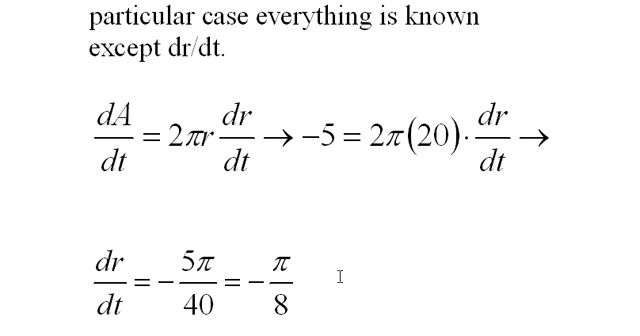 particular case everything is known
except dr/dt.
dA/dt = 2πr dr/dt → −5 = 2π(20)· dr/dt →
dr/dt = − 5π/40 = − π/8